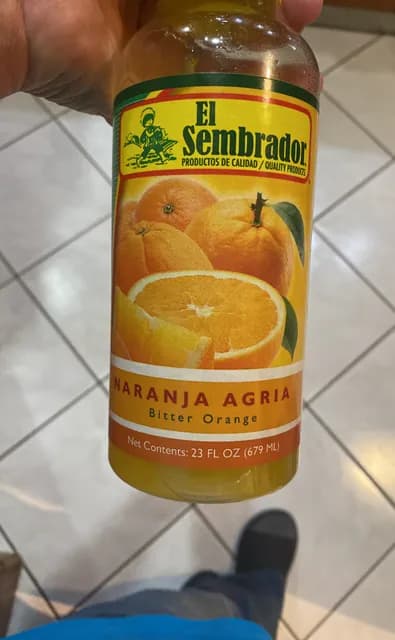 El
Sembrador
PRODUCTOS DE CALIDAD / QUALITY PRODUCTS
NARANJA AGRIA
Bitter Orange
Net Contents: 23 FL OZ (679 ML)